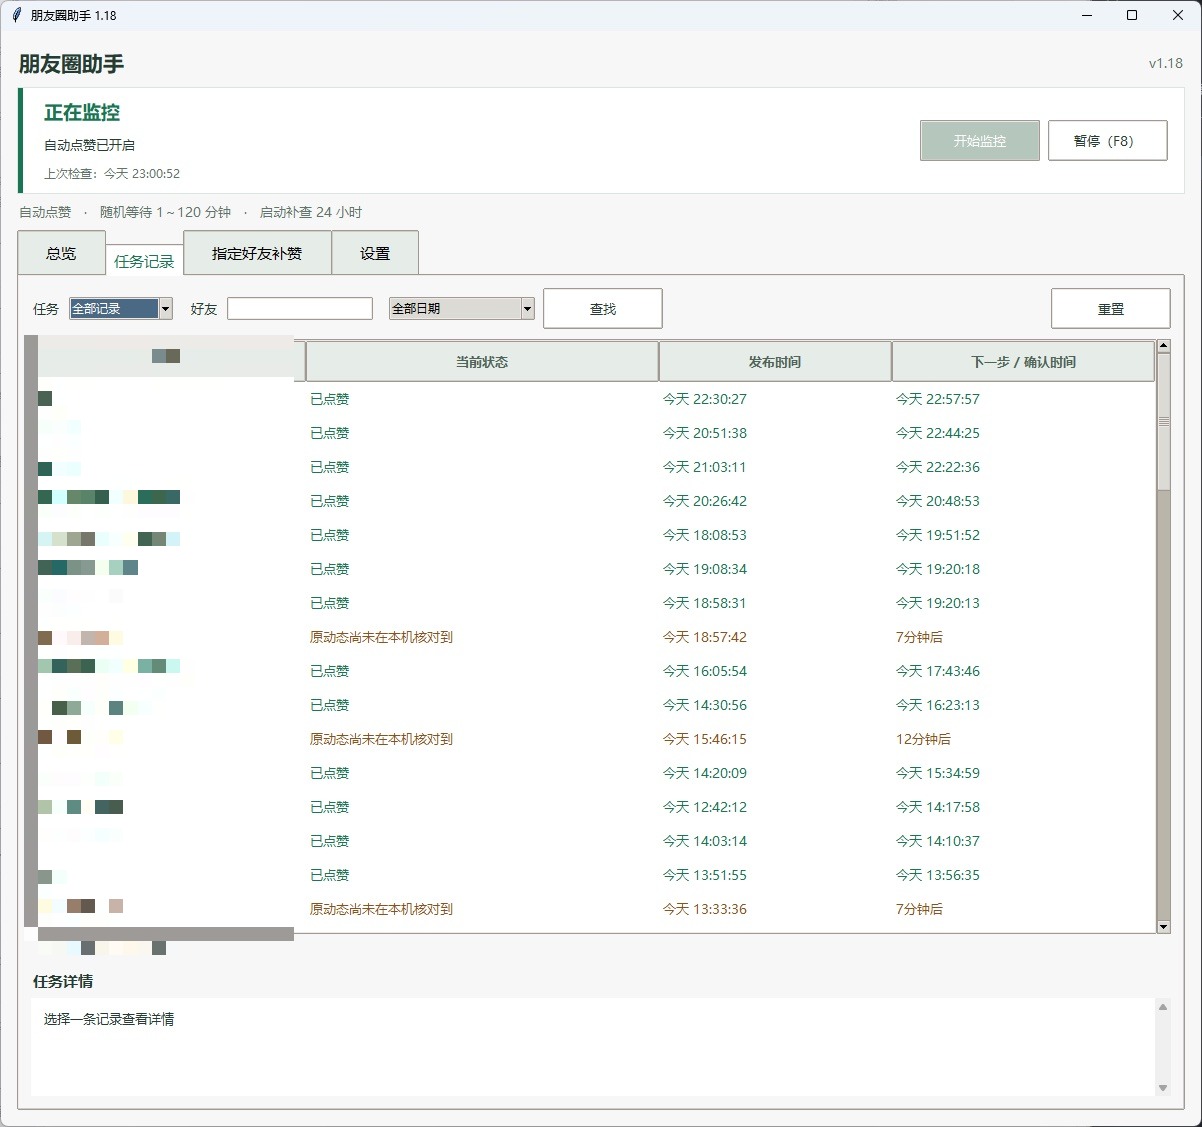 朋友圈助手 1.18
朋友圈助手
v1.18
正在监控
自动点赞已开启
上次检查：今天 23:00:52
开始监控
暂停（F8）
自动点赞 · 随机等待 1～120 分钟 · 启动补查 24 小时
总览 任务记录 指定好友补赞 设置
任务 全部记录 好友 全部日期 查找 重置
当前状态 发布时间 下一步 / 确认时间
已点赞 今天 22:30:27 今天 22:57:57
已点赞 今天 20:51:38 今天 22:44:25
已点赞 今天 21:03:11 今天 22:22:36
已点赞 今天 20:26:42 今天 20:48:53
已点赞 今天 18:08:53 今天 19:51:52
已点赞 今天 19:08:34 今天 19:20:18
已点赞 今天 18:58:31 今天 19:20:13
原动态尚未在本机核对到 今天 18:57:42 7分钟后
已点赞 今天 16:05:54 今天 17:43:46
已点赞 今天 14:30:56 今天 16:23:13
原动态尚未在本机核对到 今天 15:46:15 12分钟后
已点赞 今天 14:20:09 今天 15:34:59
已点赞 今天 12:42:12 今天 14:17:58
已点赞 今天 14:03:14 今天 14:10:37
已点赞 今天 13:51:55 今天 13:56:35
原动态尚未在本机核对到 今天 13:33:36 7分钟后
任务详情
选择一条记录查看详情